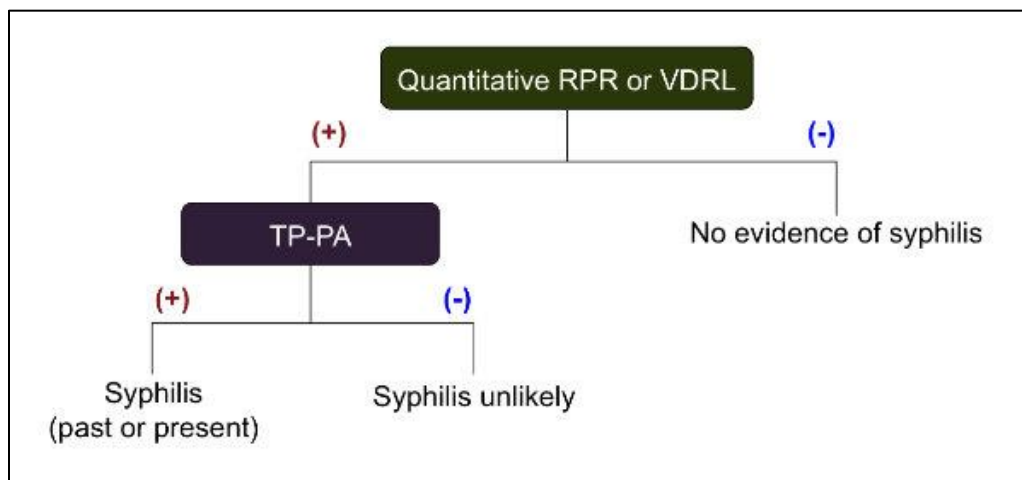 Quantitative RPR or VDRL
(+)
(-)
TP-PA
No evidence of syphilis
(+)
(-)
Syphilis
(past or present)
Syphilis unlikely